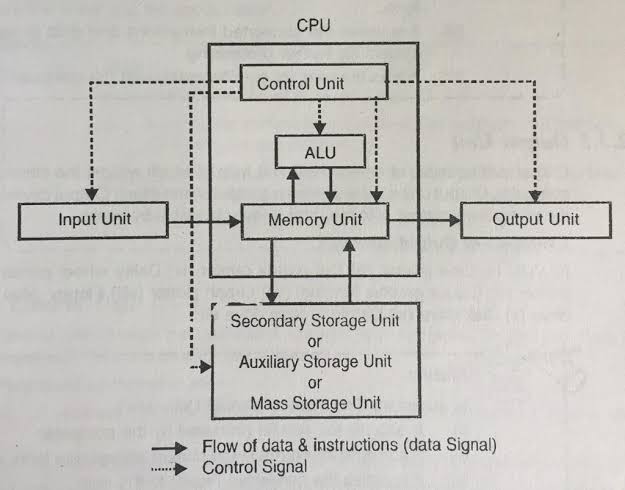 CPU
Control Unit
ALU
Input Unit
Memory Unit
Output Unit
Secondary Storage Unit
or
Auxiliary Storage Unit
or
Mass Storage Unit
Flow of data & instructions (data Signal)
Control Signal